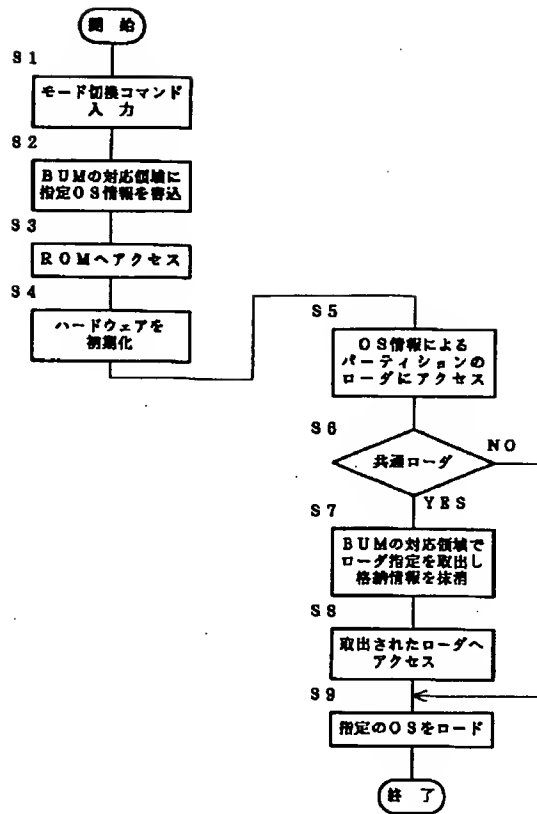 開 始
S1
モード切換コマンド
入 力
S2
BUMの対応領域に
指定OS情報を書込
S3
ROMへアクセス
S4
ハードウェアを
初期化
S5
OS情報による
パーティションの
ローダにアクセス
S6
共通ローダ
NO
YES
S7
BUMの対応領域で
ローダ指定を取出し
格納情報を抹消
S8
取出されたローダへ
アクセス
S9
指定のOSをロード
終 了